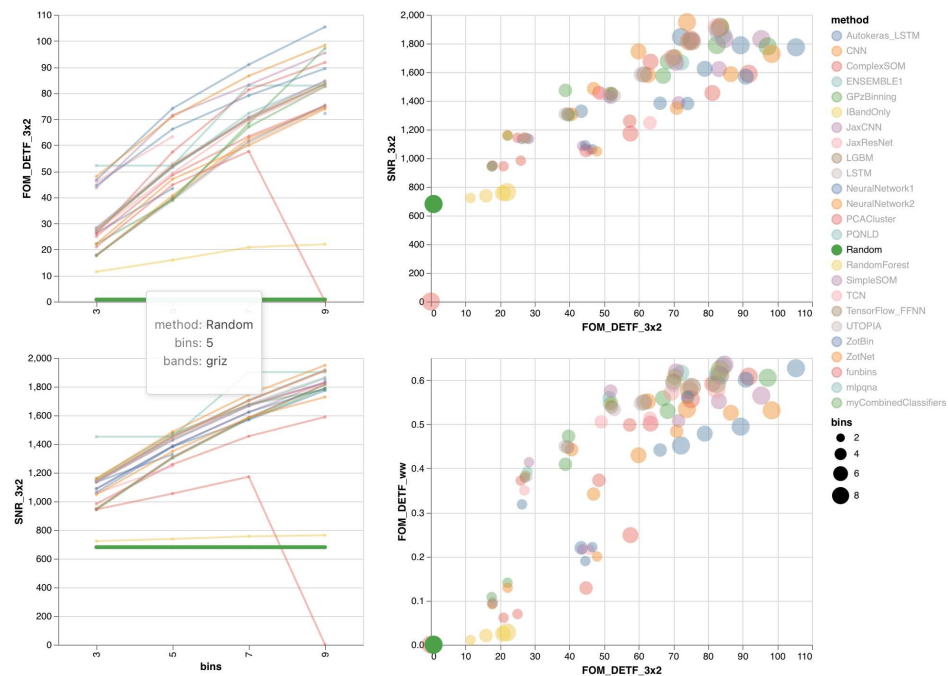 110
100
90
80
70
60
50
40
30
20
10
0
FOM_DETF_3x2
3
5
7
9
2,000
1,800
1,600
1,400
1,200
1,000
800
600
400
200
0
SNR_3x2
0 10 20 30 40 50 60 70 80 90 100 110
FOM_DETF_3x2
method: Random
bins: 5
bands: griz
2,000
1,800
1,600
1,400
1,200
1,000
800
600
400
200
0
SNR_3x2
3
5
7
9
bins
0.6
0.5
0.4
0.3
0.2
0.1
0.0
FOM_DETF_ww
0 10 20 30 40 50 60 70 80 90 100 110
FOM_DETF_3x2
method
Autokeras_LSTM
CNN
ComplexSOM
ENSEMBLE1
GPzBinning
IBandOnly
JaxCNN
JaxResNet
LGBM
LSTM
NeuralNetwork1
NeuralNetwork2
PCACluster
PQNLD
Random
RandomForest
SimpleSOM
TCN
TensorFlow_FFNN
UTOPIA
ZotBin
ZotNet
funbins
mlpqna
myCombinedClassifiers
bins
2
4
6
8